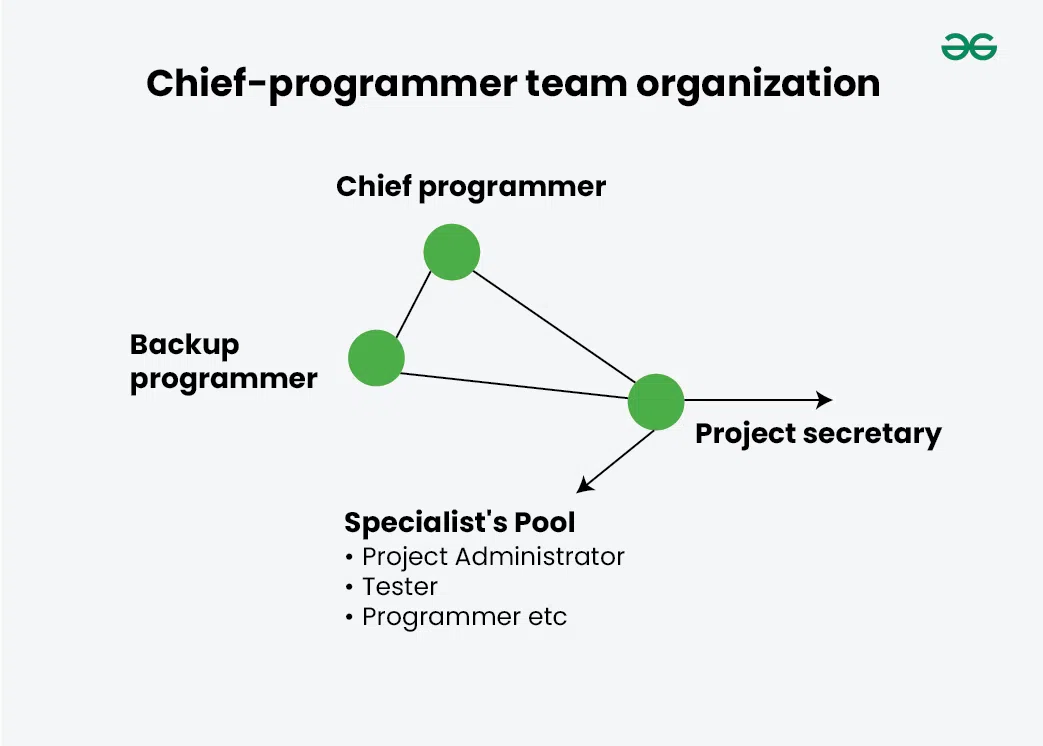 Chief-programmer team organization
Chief programmer
Backup
programmer
Project secretary
Specialist's Pool
• Project Administrator
• Tester
• Programmer etc